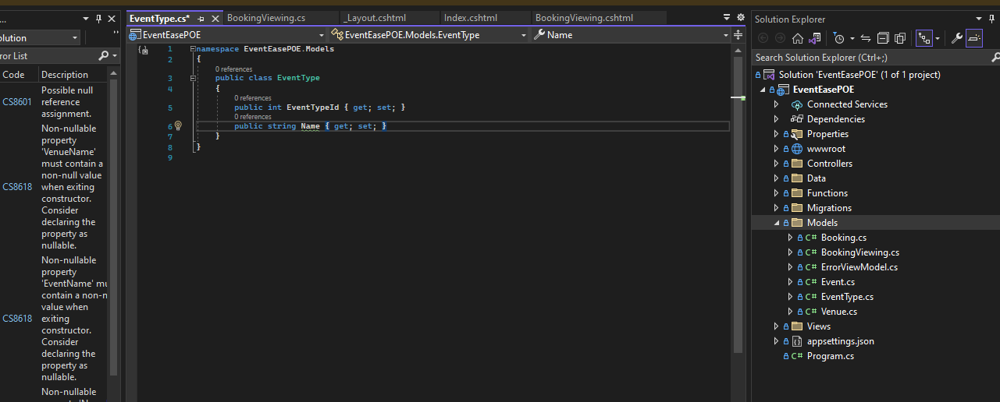 EventType.cs*
BookingViewing.cs
_Layout.cshtml
Index.cshtml
BookingViewing.cshtml
olution
ror List
Code
Description
CS8601
Possible null
reference
assignment.
CS8618
Non-nullable
property
'VenueName'
must contain a
non-null value
when exiting
constructor.
Consider
declaring the
property as
nullable.
CS8618
Non-nullable
property
'EventName' mu
contain a non-n
value when
exiting
constructor.
Consider
declaring the
property as
nullable.
Non-nullable
EventEasePOE
EventEasePOE.Models.EventType
Name
1 namespace EventEasePOE.Models
2 {
0 references
3 public class EventType
4 {
0 references
5 public int EventTypeId { get; set; }
0 references
6 public string Name { get; set; }
7 }
8 }
9
Solution Explorer
Search Solution Explorer (Ctrl+;)
Solution 'EventEasePOE' (1 of 1 project)
EventEasePOE
Connected Services
Dependencies
Properties
wwwroot
Controllers
Data
Functions
Migrations
Models
C# Booking.cs
C# BookingViewing.cs
C# ErrorViewModel.cs
C# Event.cs
C# EventType.cs
C# Venue.cs
Views
appsettings.json
C# Program.cs